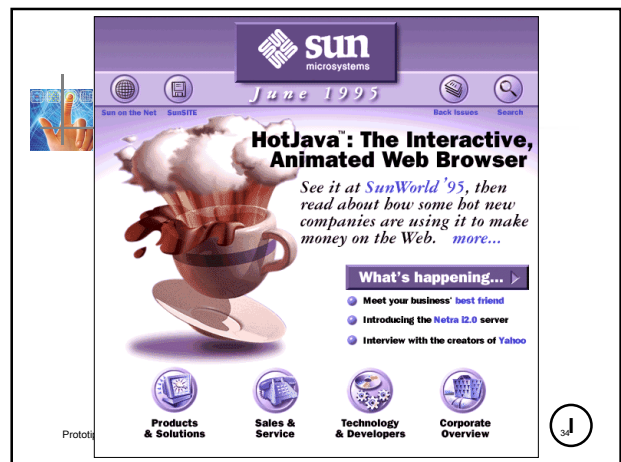 sun
microsystems
June 1995
Sun on the Net
SunSITE
Back Issues
Search
HotJava™: The Interactive,
Animated Web Browser
See it at SunWorld '95, then
read about how some hot new
companies are using it to make
money on the Web. more...
What's happening...
Meet your business' best friend
Introducing the Netra i2.0 server
Interview with the creators of Yahoo
Products
& Solutions
Sales &
Service
Technology
& Developers
Corporate
Overview
34